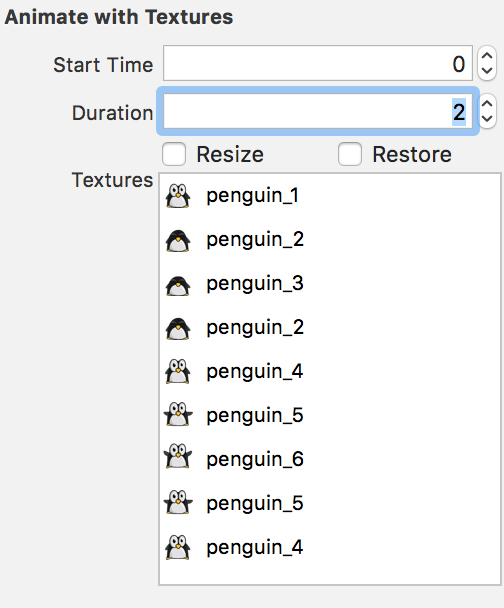 Animate with Textures
Start Time 0
Duration 2
Resize Restore
Textures penguin_1
penguin_2
penguin_3
penguin_2
penguin_4
penguin_5
penguin_6
penguin_5
penguin_4